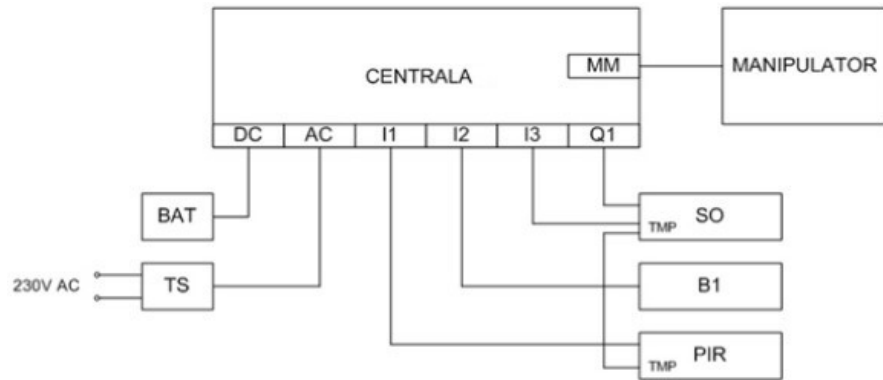 MM
MANIPULATOR
CENTRALA
DC AC I1 I2 I3 Q1
BAT
SO
TMP
230V AC
TS
B1
PIR
TMP